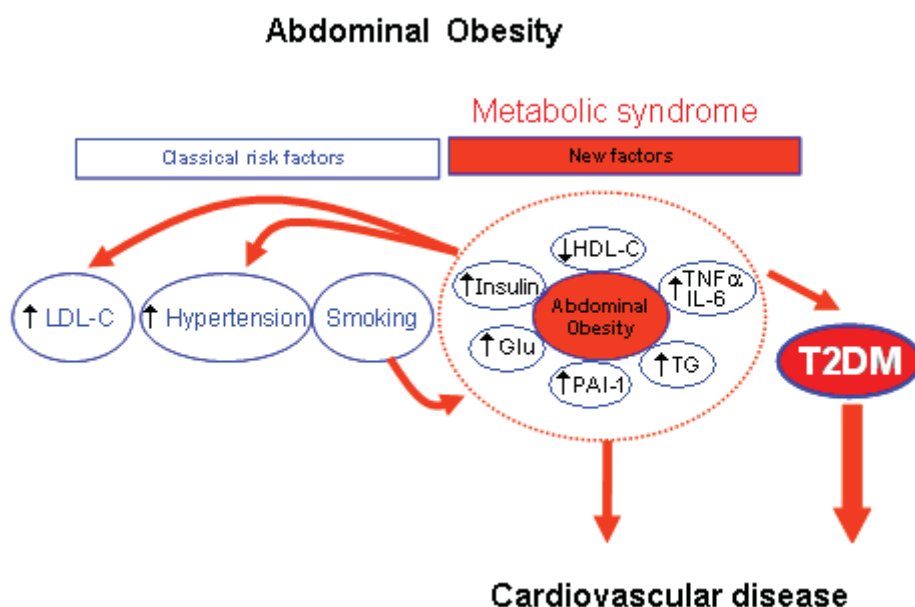 Abdominal Obesity
Metabolic syndrome
Classical risk factors
New factors
↓HDL-C
↑Insulin
↑TNFα
IL-6
↑ LDL-C
↑ Hypertension
Smoking
Abdominal
Obesity
↑Glu
↑TG
↑PAI-1
T2DM
Cardiovascular disease